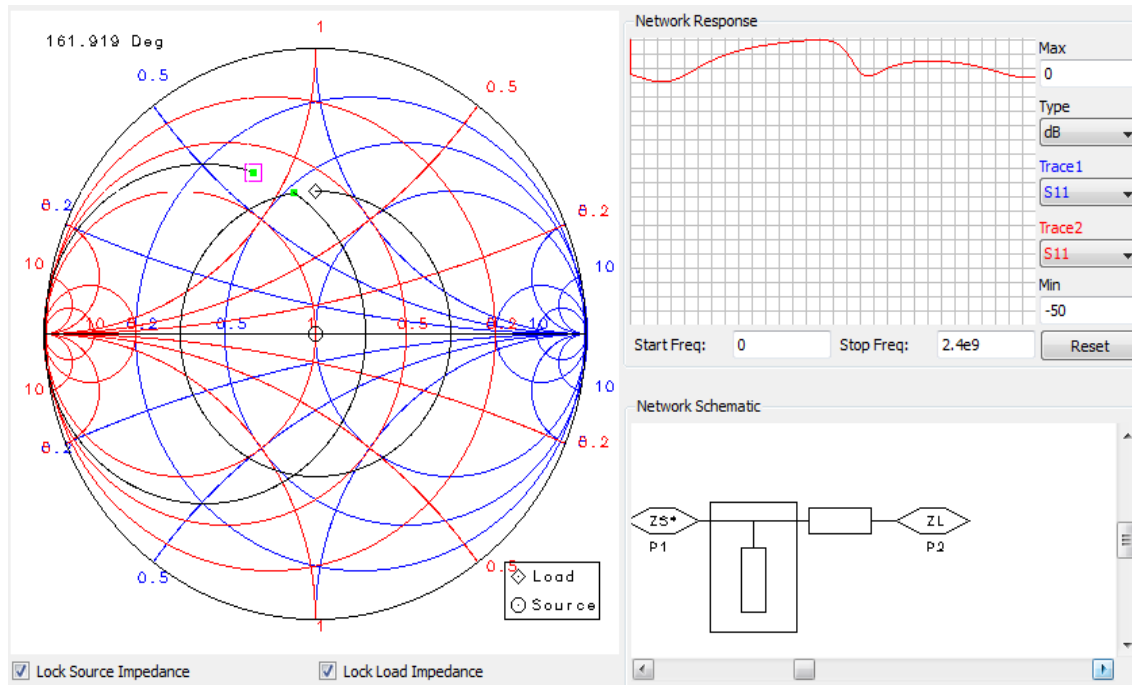 161.919 Deg
1
0.5
0.5
0.2
0.2
10
10
10 0.2 0.5 1 0.5 0.2 10
10
10
0.2
0.2
0.5
0.5
1
Load
Source
Lock Source Impedance
Lock Load Impedance
Network Response
Max
0
Type
dB
Trace1
S11
Trace2
S11
Min
-50
Start Freq: 0 Stop Freq: 2.4e9 Reset
Network Schematic
ZS*
P1
ZL
P2